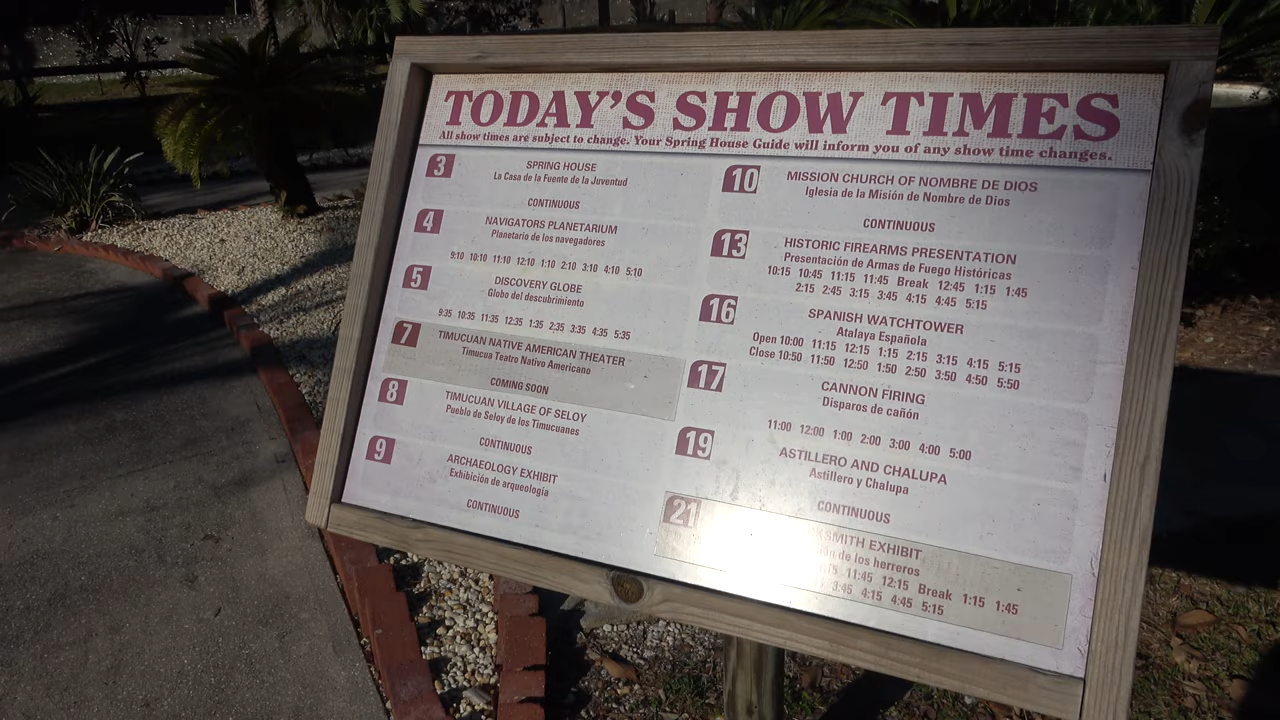 TODAY'S SHOW TIMES
All show times are subject to change. Your Spring House Guide will inform you of any show time changes.
3
SPRING HOUSE
La Casa de la Fuente de la Juventud
CONTINUOUS
4
NAVIGATORS PLANETARIUM
Planetario de los navegadores
9:10 10:10 11:10 12:10 1:10 2:10 3:10 4:10 5:10
5
DISCOVERY GLOBE
Globo del descubrimiento
9:35 10:35 11:35 12:35 1:35 2:35 3:35 4:35 5:35
7
TIMUCUAN NATIVE AMERICAN THEATER
Timucua Teatro Nativo Americano
COMING SOON
8
TIMUCUAN VILLAGE OF SELOY
Pueblo de Seloy de los Timucuanes
CONTINUOUS
9
ARCHAEOLOGY EXHIBIT
Exhibición de arqueología
CONTINUOUS
10
MISSION CHURCH OF NOMBRE DE DIOS
Iglesia de la Misión de Nombre de Dios
CONTINUOUS
13
HISTORIC FIREARMS PRESENTATION
Presentación de Armas de Fuego Históricas
10:15 10:45 11:15 11:45 Break 12:45 1:15 1:45
2:15 2:45 3:15 3:45 4:15 4:45 5:15
16
SPANISH WATCHTOWER
Atalaya Española
Open 10:00 11:15 12:15 1:15 2:15 3:15 4:15 5:15
Close 10:50 11:50 12:50 1:50 2:50 3:50 4:50 5:50
17
CANNON FIRING
Disparos de cañón
11:00 12:00 1:00 2:00 3:00 4:00 5:00
19
ASTILLERO AND CHALUPA
Astillero y Chalupa
CONTINUOUS
21
EXHIBIT
de los herreros
11:45 12:15 Break 1:15 1:45
3:45 4:15 4:45 5:15